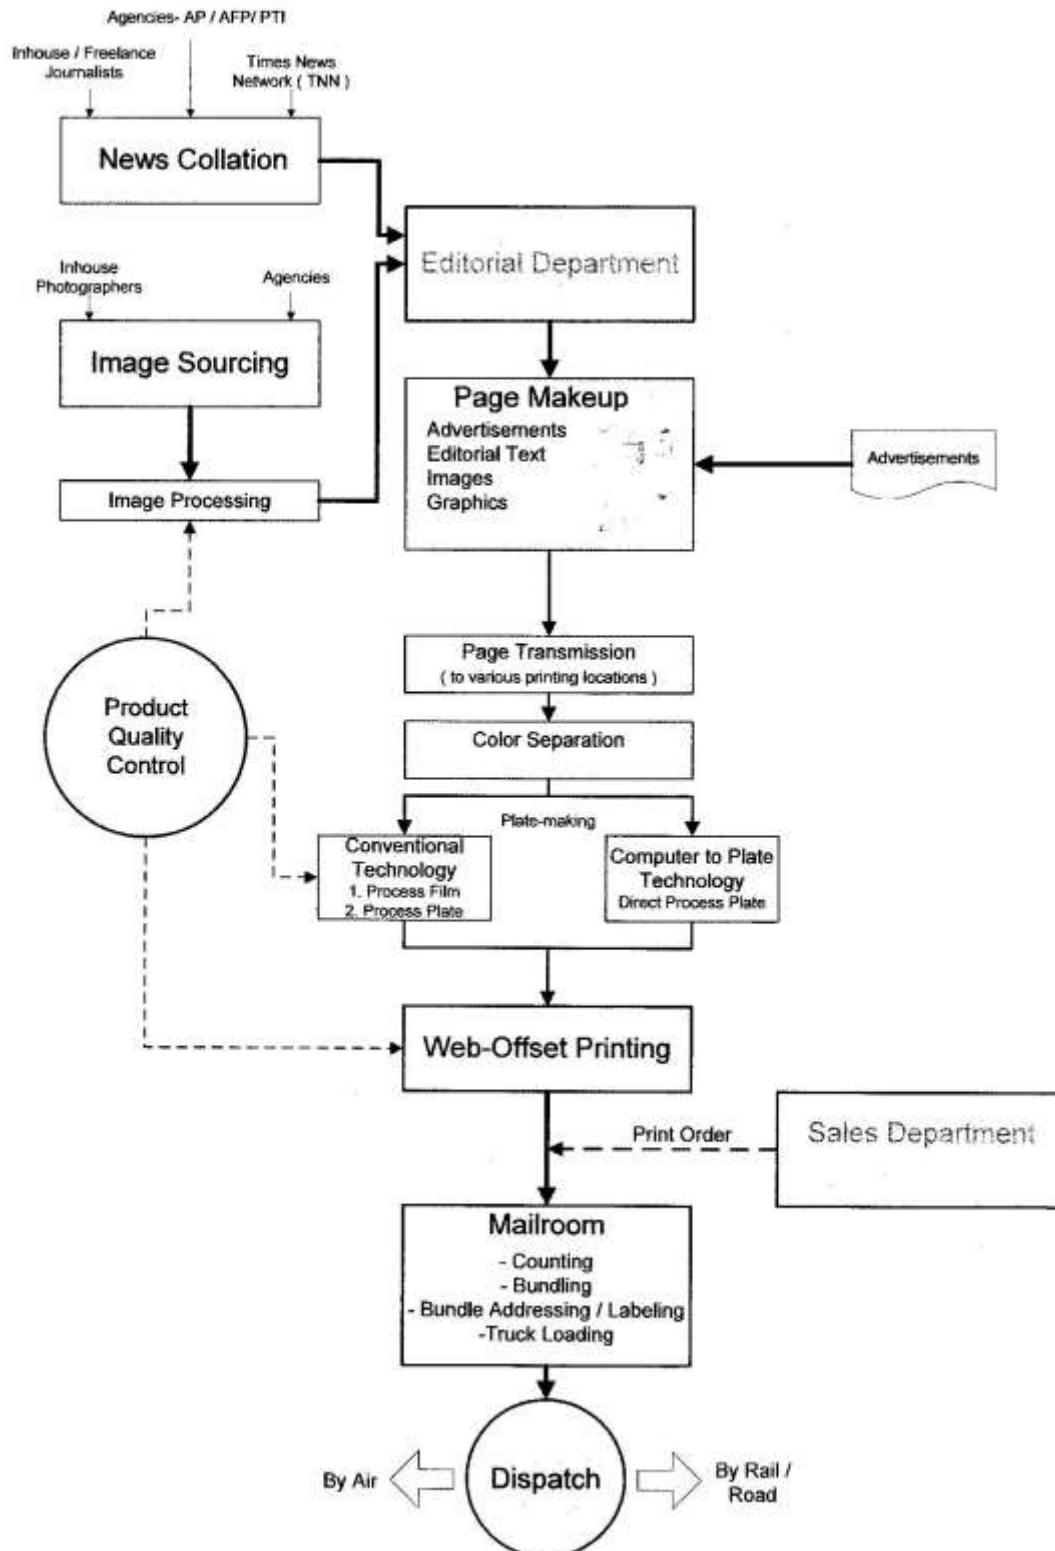 Agencies- AP / AFP/ PTI
Inhouse / Freelance
Journalists
Times News
Network ( TNN )
News Collation
Editorial Department
Inhouse
Photographers
Agencies
Image Sourcing
Image Processing
Page Makeup
Advertisements
Editorial Text
Images
Graphics
Advertisements
Page Transmission
( to various printing locations )
Color Separation
Product
Quality
Control
Plate-making
Conventional
Technology
1. Process Film
2. Process Plate
Computer to Plate
Technology
Direct Process Plate
Web-Offset Printing
Print Order
Sales Department
Mailroom
- Counting
- Bundling
- Bundle Addressing / Labeling
-Truck Loading
By Air
Dispatch
By Rail /
Road